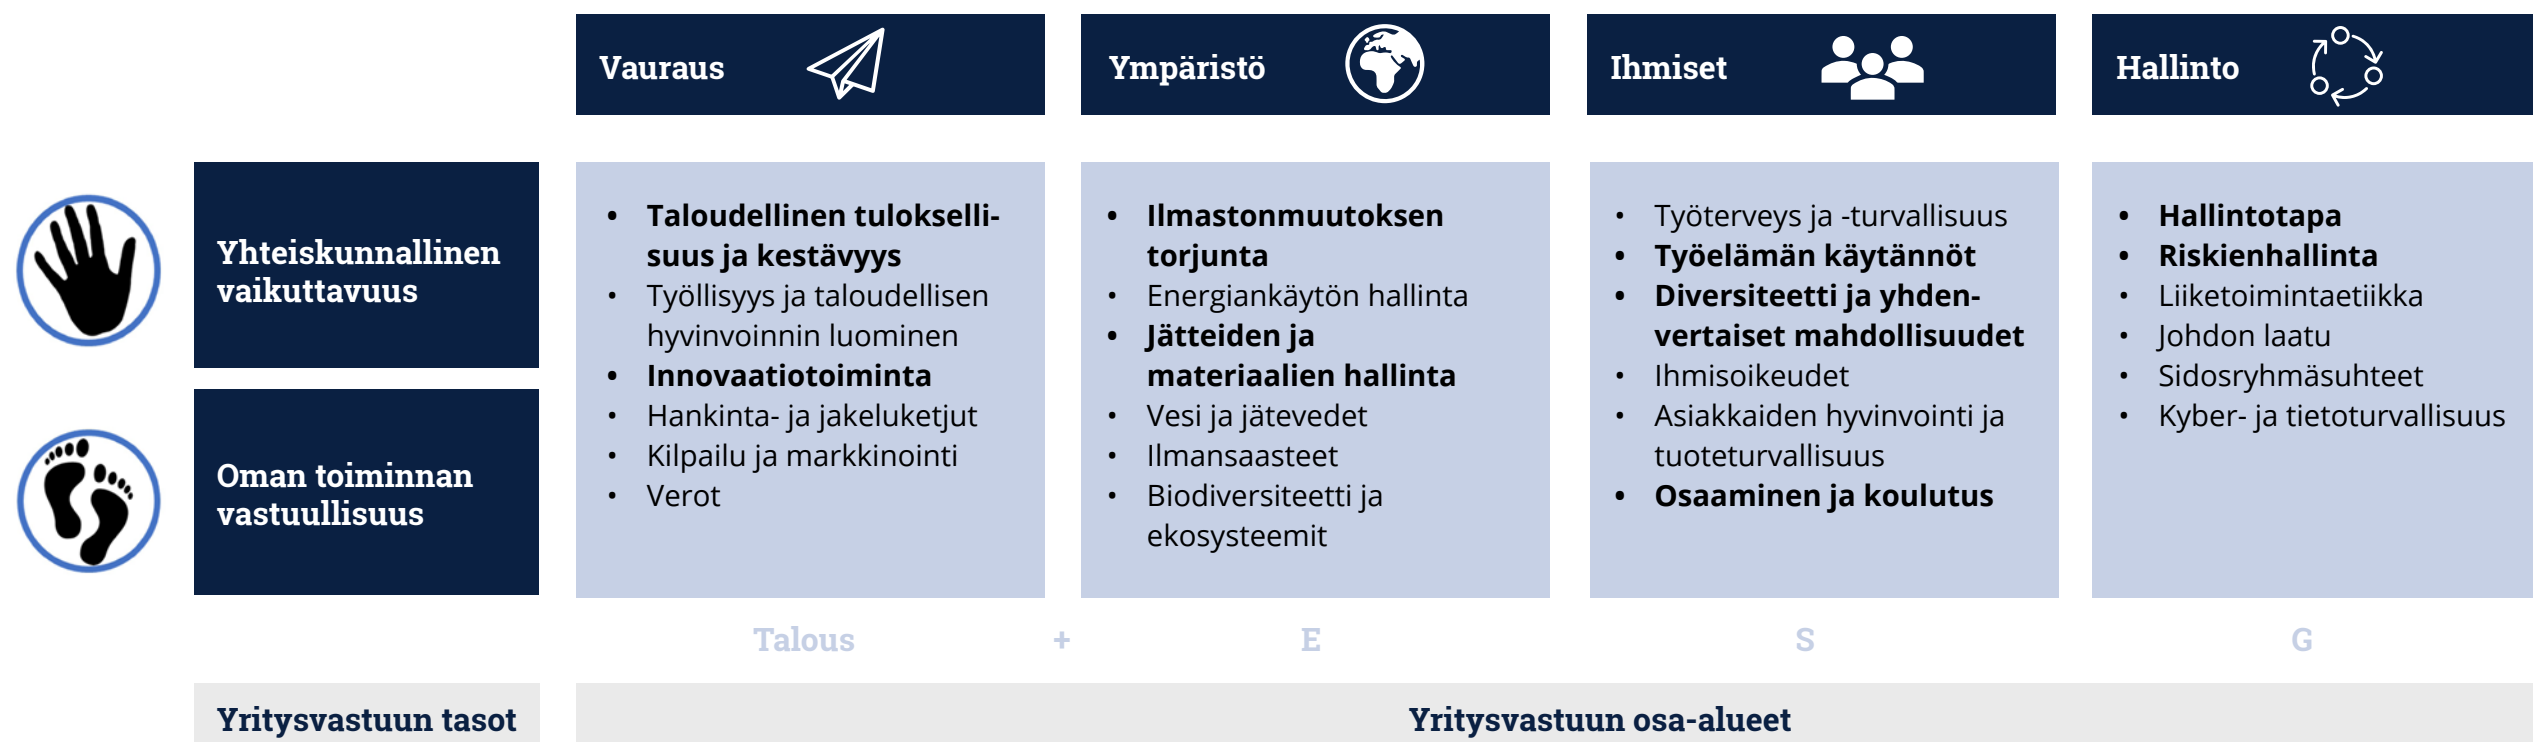 Vauraus
Ympäristö
Ihmiset
Hallinto
Yhteiskunnallinen
vaikuttavuus
Oman toiminnan
vastuullisuus
• Taloudellinen tulokselli-
suus ja kestävyys
• Työllisyys ja taloudellisen
hyvinvoinnin luominen
• Innovaatiotoiminta
• Hankinta- ja jakeluketjut
• Kilpailu ja markkinointi
• Verot
• Ilmastonmuutoksen
torjunta
• Energiankäytön hallinta
• Jätteiden ja
materiaalien hallinta
• Vesi ja jätevedet
• Ilmansaasteet
• Biodiversiteetti ja
ekosysteemit
• Työterveys ja -turvallisuus
• Työelämän käytännöt
• Diversiteetti ja yhden-
vertaiset mahdollisuudet
• Ihmisoikeudet
• Asiakkaiden hyvinvointi ja
tuoteturvallisuus
• Osaaminen ja koulutus
• Hallintotapa
• Riskienhallinta
• Liiketoimintaetiikka
• Johdon laatu
• Sidosryhmäsuhteet
• Kyber- ja tietoturvallisuus
Talous + E S G
Yritysvastuun tasot
Yritysvastuun osa-alueet